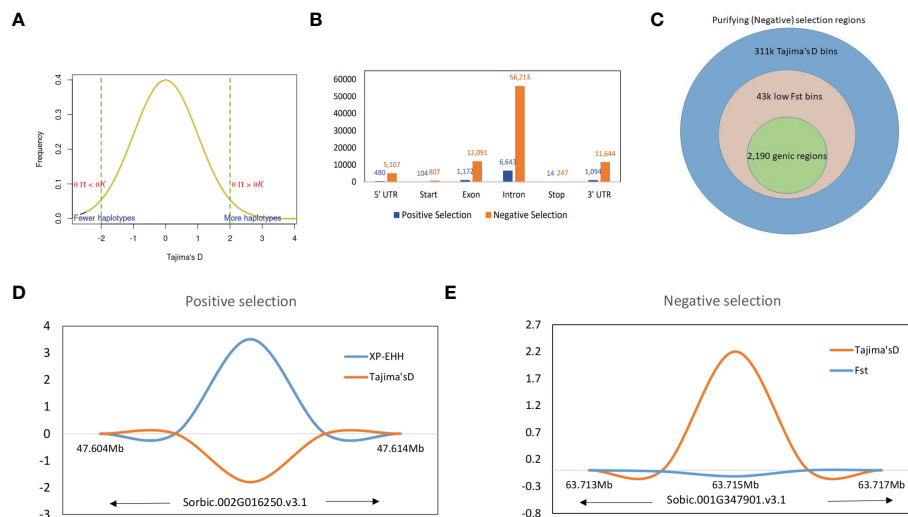 A
Frequency
0.4
0.3
0.2
0.1
0.0
θ Π < θK
θ Π > θK
Fewer haplotypes
More haplotypes
-2
0
1
2
3
4
Tajima's D
B
60000
50000
40000
30000
20000
10000
0
480
5,107
104
807
1,172
12,091
6,643
56,213
14
247
1,094
11,644
5' UTR
Start
Exon
Intron
Stop
3' UTR
Positive Selection
Negative Selection
C
Purifying (Negative) selection regions
311k Tajima'sD bins
43k low Fst bins
2,190 genic regions
D
Positive selection
4
3
2
1
0
-1
-2
-3
XP-EHH
Tajima'sD
47.604Mb
47.614Mb
Sorbic.002G016250.v3.1
E
Negative selection
2.7
2.2
1.7
1.2
0.7
0.2
-0.3
-0.8
Tajima'sD
Fst
63.713Mb
63.715Mb
63.717Mb
Sobic.001G347901.v3.1